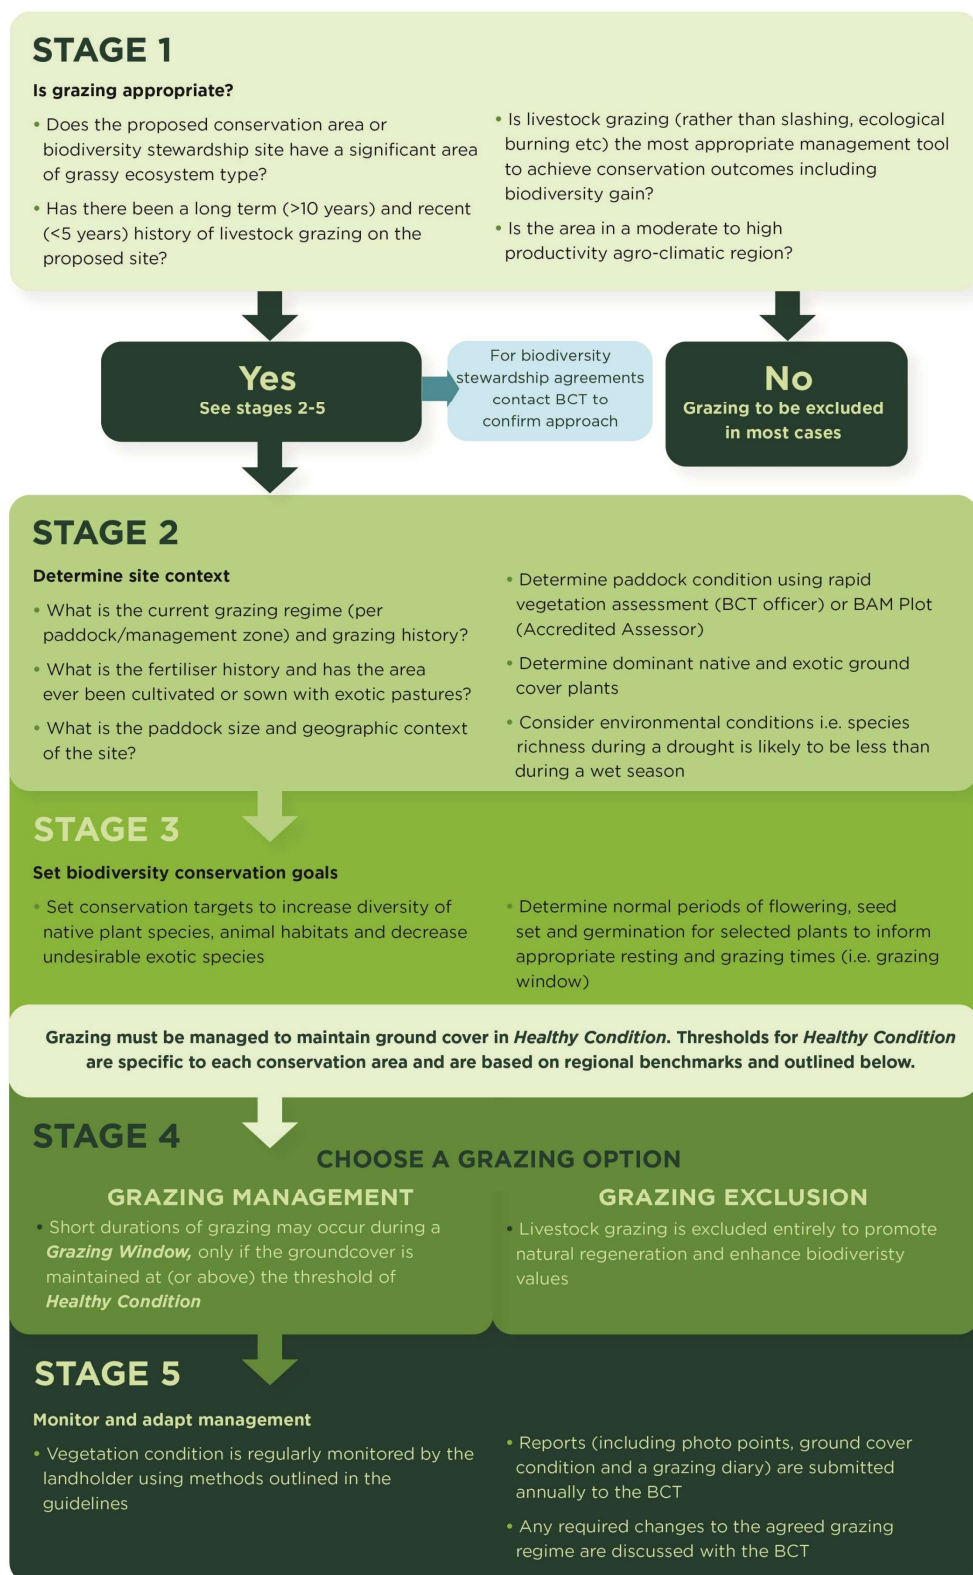 STAGE 1
Is grazing appropriate?
• Does the proposed conservation area or
biodiversity stewardship site have a significant area
of grassy ecosystem type?
• Has there been a long term (>10 years) and recent
(<5 years) history of livestock grazing on the
proposed site?
• Is livestock grazing (rather than slashing, ecological
burning etc) the most appropriate management tool
to achieve conservation outcomes including
biodiversity gain?
• Is the area in a moderate to high
productivity agro-climatic region?
Yes
See stages 2-5
For biodiversity
stewardship agreements
contact BCT to
confirm approach
No
Grazing to be excluded
in most cases
STAGE 2
Determine site context
• What is the current grazing regime (per
paddock/management zone) and grazing history?
• What is the fertiliser history and has the area
ever been cultivated or sown with exotic pastures?
• What is the paddock size and geographic context
of the site?
• Determine paddock condition using rapid
vegetation assessment (BCT officer) or BAM Plot
(Accredited Assessor)
• Determine dominant native and exotic ground
cover plants
• Consider environmental conditions i.e. species
richness during a drought is likely to be less than
during a wet season
STAGE 3
Set biodiversity conservation goals
• Set conservation targets to increase diversity of
native plant species, animal habitats and decrease
undesirable exotic species
• Determine normal periods of flowering, seed
set and germination for selected plants to inform
appropriate resting and grazing times (i.e. grazing
window)
Grazing must be managed to maintain ground cover in Healthy Condition. Thresholds for Healthy Condition
are specific to each conservation area and are based on regional benchmarks and outlined below.
STAGE 4
CHOOSE A GRAZING OPTION
GRAZING MANAGEMENT
• Short durations of grazing may occur during a
Grazing Window, only if the groundcover is
maintained at (or above) the threshold of
Healthy Condition
GRAZING EXCLUSION
• Livestock grazing is excluded entirely to promote
natural regeneration and enhance biodiveristy
values
STAGE 5
Monitor and adapt management
• Vegetation condition is regularly monitored by the
landholder using methods outlined in the
guidelines
• Reports (including photo points, ground cover
condition and a grazing diary) are submitted
annually to the BCT
• Any required changes to the agreed grazing
regime are discussed with the BCT